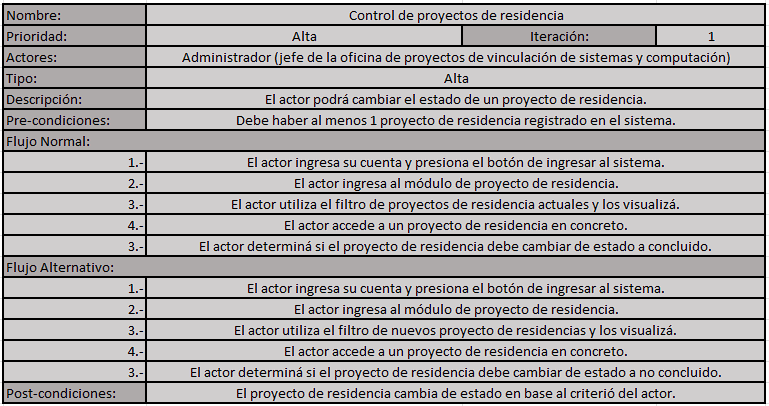 Nombre: Control de proyectos de residencia
Prioridad: Alta Iteración: 1
Actores: Administrador (jefe de la oficina de proyectos de vinculación de sistemas y computación)
Tipo: Alta
Descripción: El actor podrá cambiar el estado de un proyecto de residencia.
Pre-condiciones: Debe haber al menos 1 proyecto de residencia registrado en el sistema.
Flujo Normal:
1.- El actor ingresa su cuenta y presiona el botón de ingresar al sistema.
2.- El actor ingresa al módulo de proyecto de residencia.
3.- El actor utiliza el filtro de proyectos de residencia actuales y los visualizá.
4.- El actor accede a un proyecto de residencia en concreto.
3.- El actor determiná si el proyecto de residencia debe cambiar de estado a concluido.
Flujo Alternativo:
1.- El actor ingresa su cuenta y presiona el botón de ingresar al sistema.
2.- El actor ingresa al módulo de proyecto de residencia.
3.- El actor utiliza el filtro de nuevos proyecto de residencias y los visualizá.
4.- El actor accede a un proyecto de residencia en concreto.
3.- El actor determiná si el proyecto de residencia debe cambiar de estado a no concluido.
Post-condiciones: El proyecto de residencia cambia de estado en base al criterió del actor.